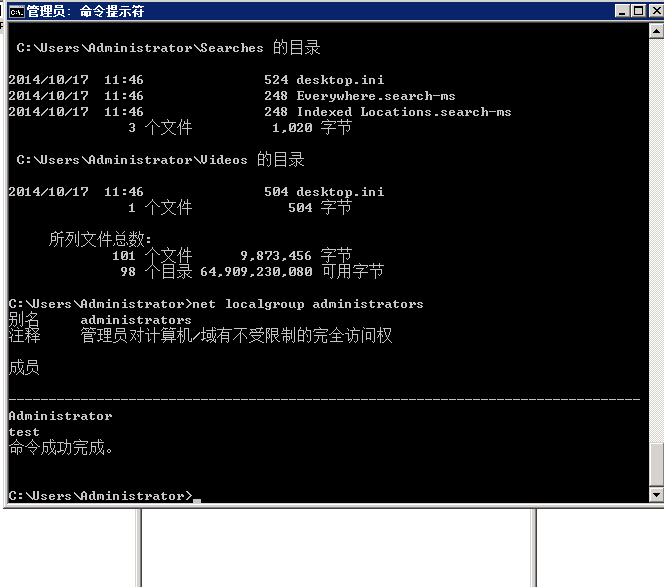 管理员: 命令提示符
C:\Users\Administrator\Searches 的目录
2014/10/17  11:46               524 desktop.ini
2014/10/17  11:46               248 Everywhere.search-ms
2014/10/17  11:46               248 Indexed Locations.search-ms
3 个文件          1,020 字节
C:\Users\Administrator\Videos 的目录
2014/10/17  11:46               504 desktop.ini
1 个文件            504 字节
所列文件总数:
101 个文件      9,873,456 字节
98 个目录 64,909,230,080 可用字节
C:\Users\Administrator>net localgroup administrators
别名     administrators
注释     管理员对计算机/域有不受限制的完全访问权
成员
-------------------------------------------------------------------------------
Administrator
test
命令成功完成。
C:\Users\Administrator>_